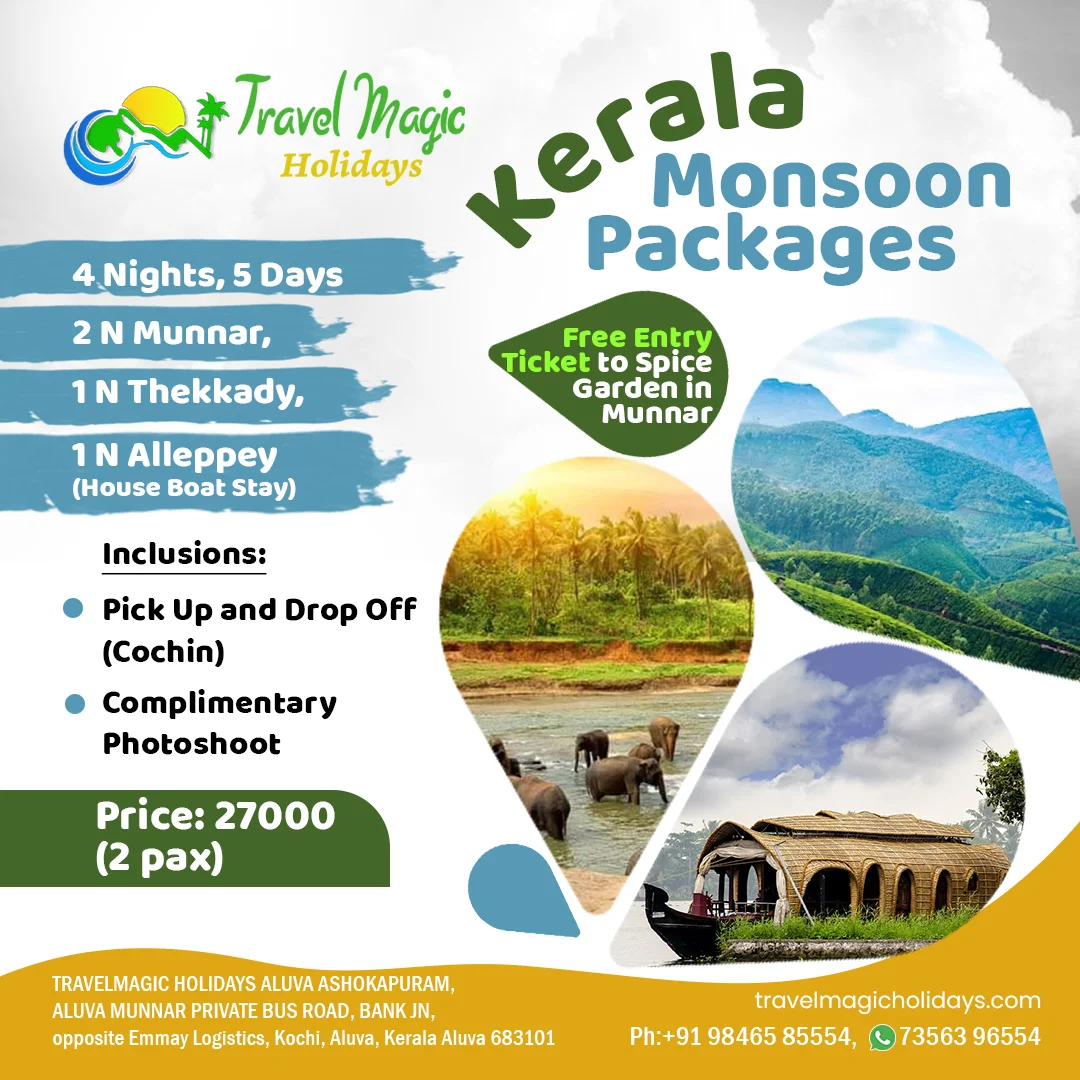 Travel Magic
Holidays
Kerala
Monsoon
Packages
4 Nights, 5 Days
2 N Munnar,
1 N Thekkady,
1 N Alleppey
(House Boat Stay)
Free Entry
Ticket to Spice
Garden in
Munnar
Inclusions:
Pick Up and Drop Off
(Cochin)
Complimentary
Photoshoot
Price: 27000
(2 pax)
TRAVELMAGIC HOLIDAYS ALUVA ASHOKAPURAM,
ALUVA MUNNAR PRIVATE BUS ROAD, BANK JN,
opposite Emmay Logistics, Kochi, Aluva, Kerala Aluva 683101
travelmagicholidays.com
Ph:+91 98465 85554, 73563 96554